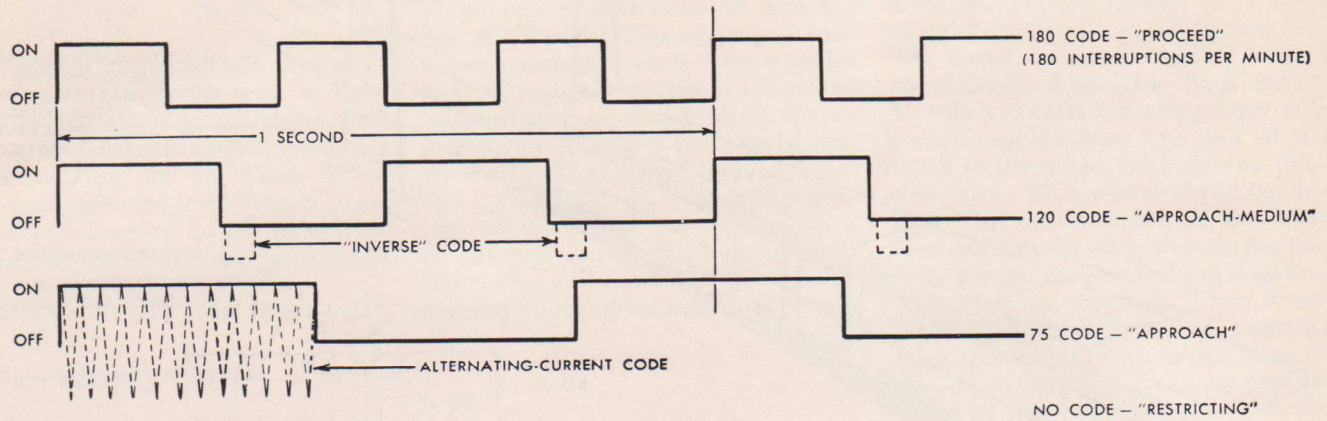 ON
OFF
180 CODE – "PROCEED"
(180 INTERRUPTIONS PER MINUTE)
1 SECOND
ON
OFF
120 CODE – "APPROACH-MEDIUM"
"INVERSE" CODE
ON
OFF
75 CODE – "APPROACH"
ALTERNATING-CURRENT CODE
NO CODE – "RESTRICTING"